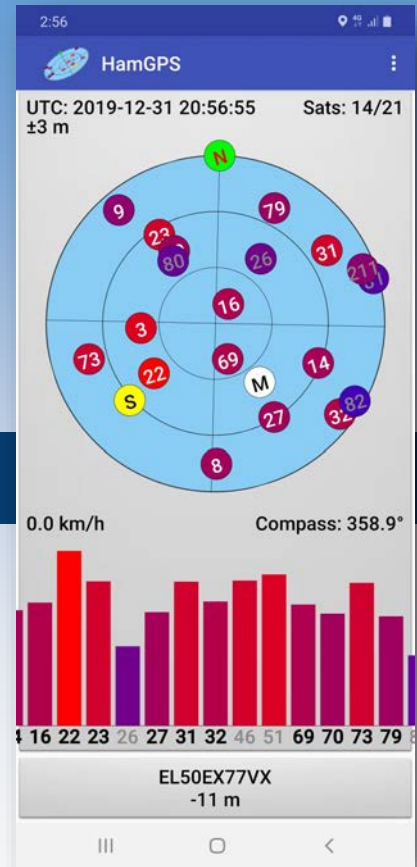 2:56
4G
HamGPS
UTC: 2019-12-31 20:56:55 Sats: 14/21
±3 m
N
9 79
23
31
80 26
211
16
3
73 69 14
22
M
S
27 82
8
0.0 km/h Compass: 358.9°
16 22 23 26 27 31 32 46 51 69 70 73 79
EL50EX77VX
-11 m